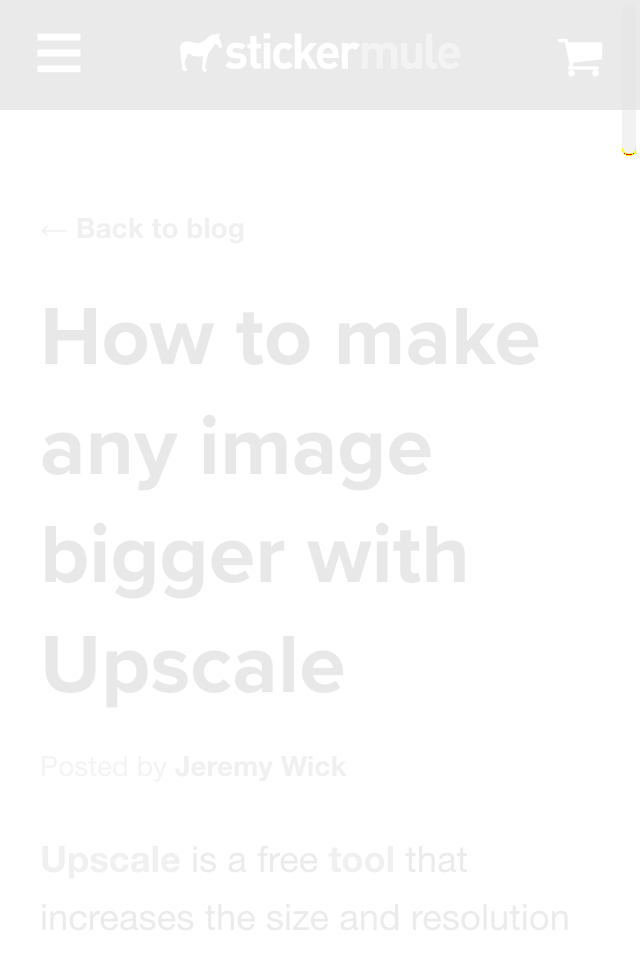 stickermule
← Back to blog
How to make
any image
bigger with
Upscale
Posted by Jeremy Wick
Upscale is a free tool that
increases the size and resolution